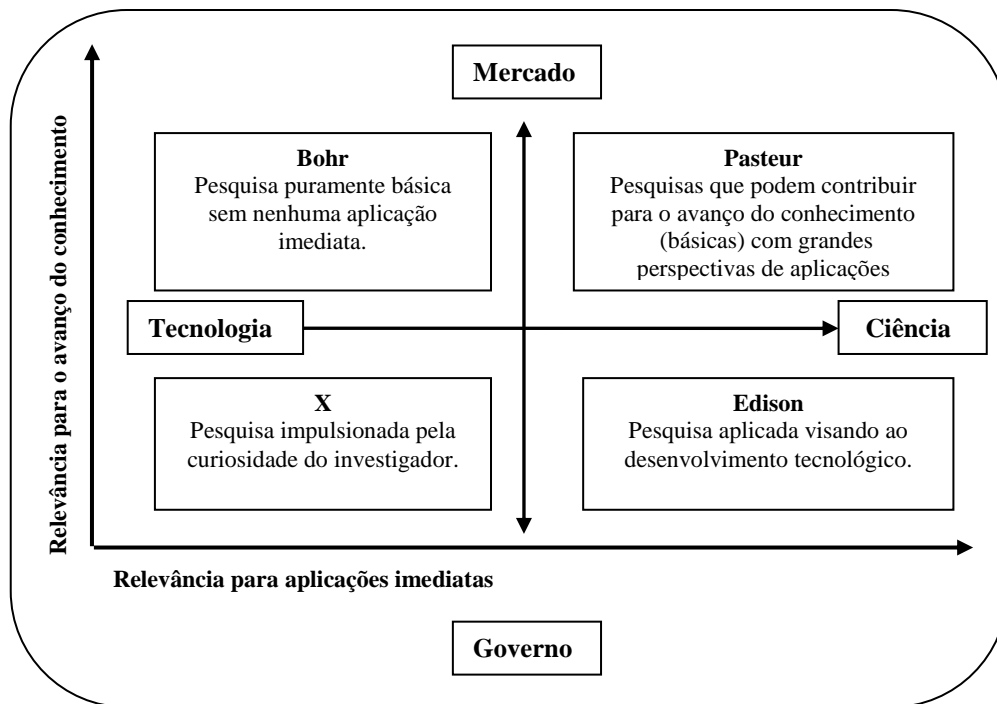 Mercado
Relevância para o avanço do conhecimento
Bohr
Pesquisa puramente básica
sem nenhuma aplicação
imediata.
Pasteur
Pesquisas que podem contribuir
para o avanço do conhecimento
(básicas) com grandes
perspectivas de aplicações
Tecnologia
Ciência
X
Pesquisa impulsionada pela
curiosidade do investigador.
Edison
Pesquisa aplicada visando ao
desenvolvimento tecnológico.
Relevância para aplicações imediatas
Governo